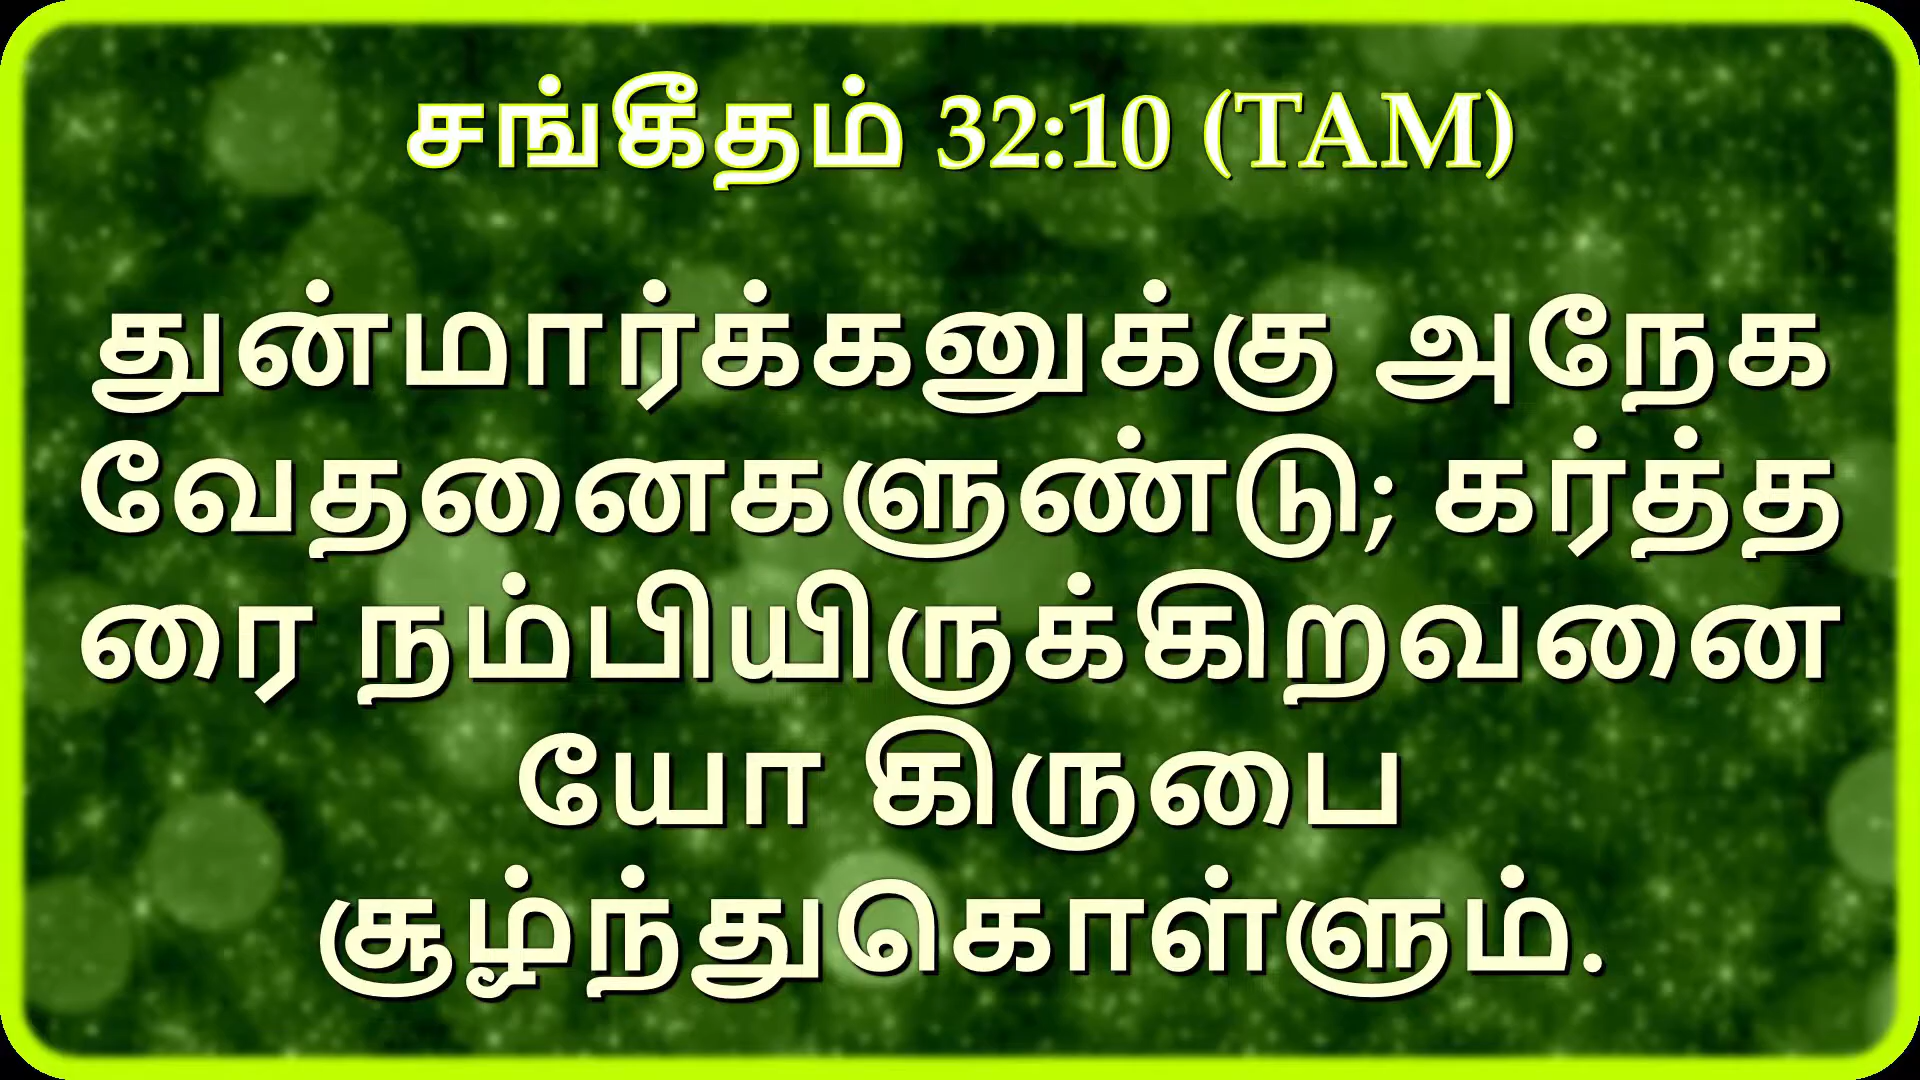 சங்கீதம் 32:10 (TAM)
துன்மார்க்கனுக்கு அநேக
வேதனைகளுண்டு; கர்த்த
ரை நம்பியிருக்கிறவனை
யோ கிருபை
சூழ்ந்துகொள்ளும்.